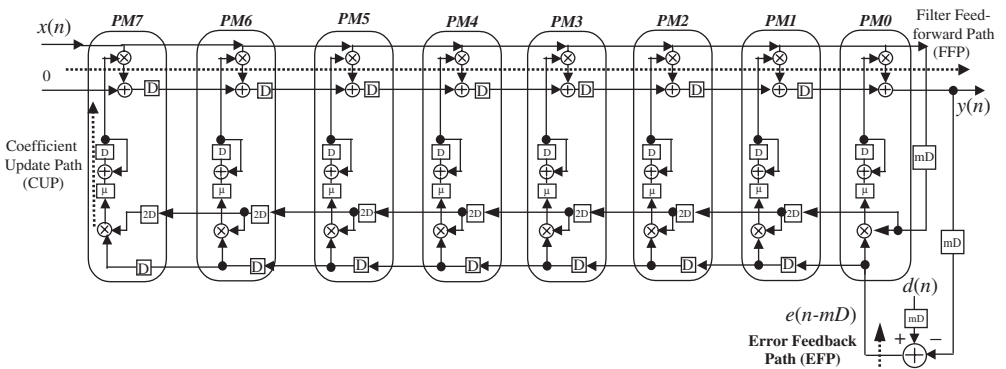 x(n)
PM7 PM6 PM5 PM4 PM3 PM2 PM1 PM0
Filter Feed-
forward Path
(FFP)
0
D D D D D D D
y(n)
Coefficient
Update Path
(CUP)
D D D D D D D D
mD
μ μ μ μ μ μ μ μ
2D 2D 2D 2D 2D 2D 2D
mD
D D D D D D D
d(n)
e(n-mD)
mD
Error Feedback
Path (EFP)